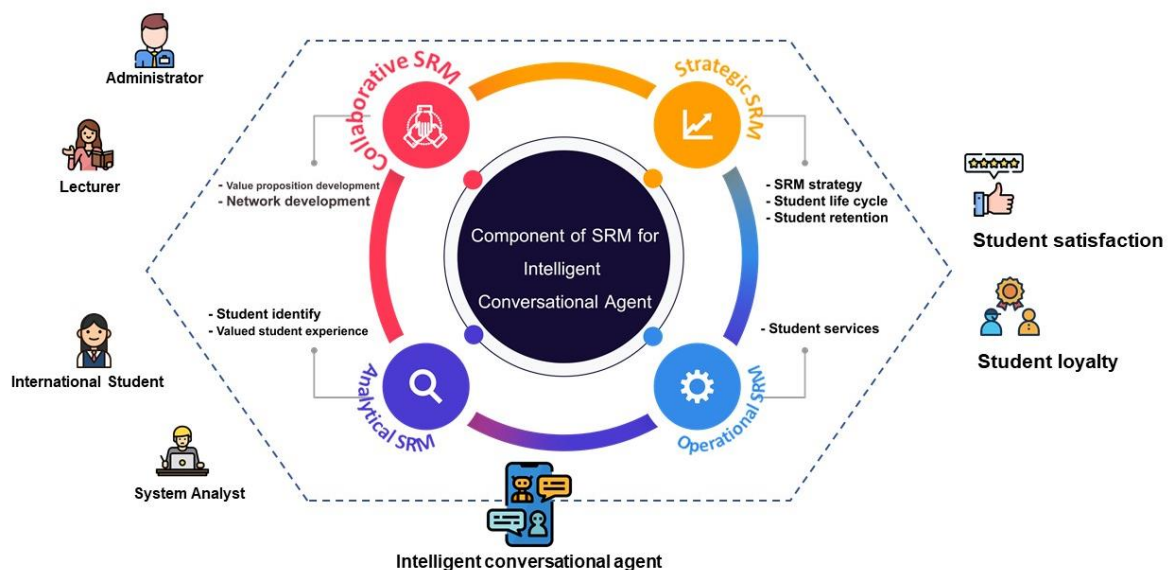 Administrator
Lecturer
International Student
System Analyst
Collaborative SRM
- Value proposition development
- Network development
Strategic SRM
- SRM strategy
- Student life cycle
- Student retention
Component of SRM for
Intelligent
Conversational Agent
- Student identify
- Valued student experience
Analytical SRM
- Student services
Operational SRM
Intelligent conversational agent
Student satisfaction
Student loyalty